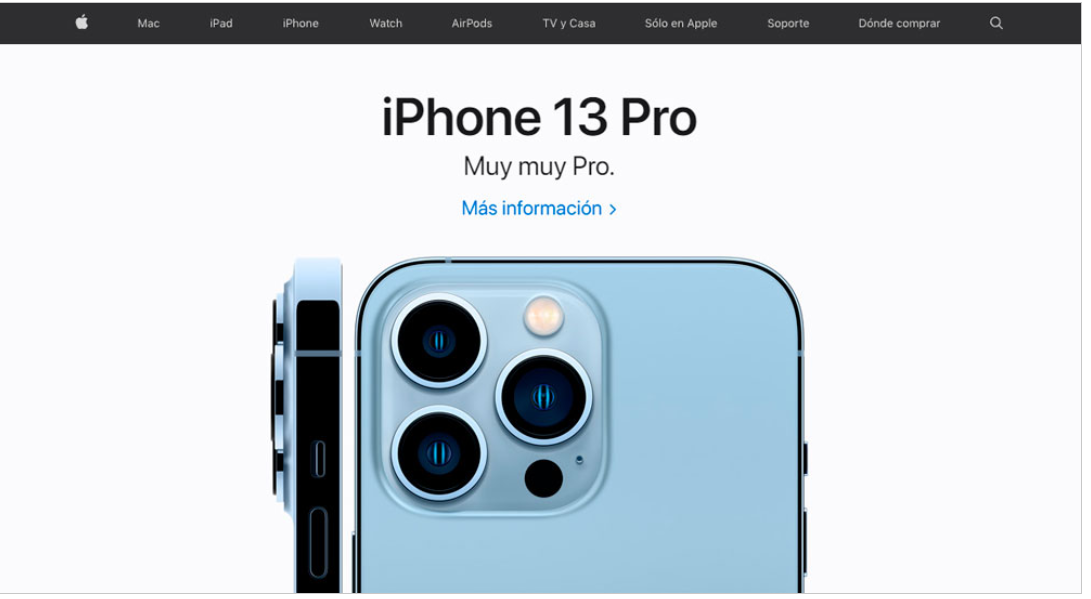 Mac iPad iPhone Watch AirPods TV y Casa Sólo en Apple Soporte Dónde comprar
iPhone 13 Pro
Muy muy Pro.
Más información >